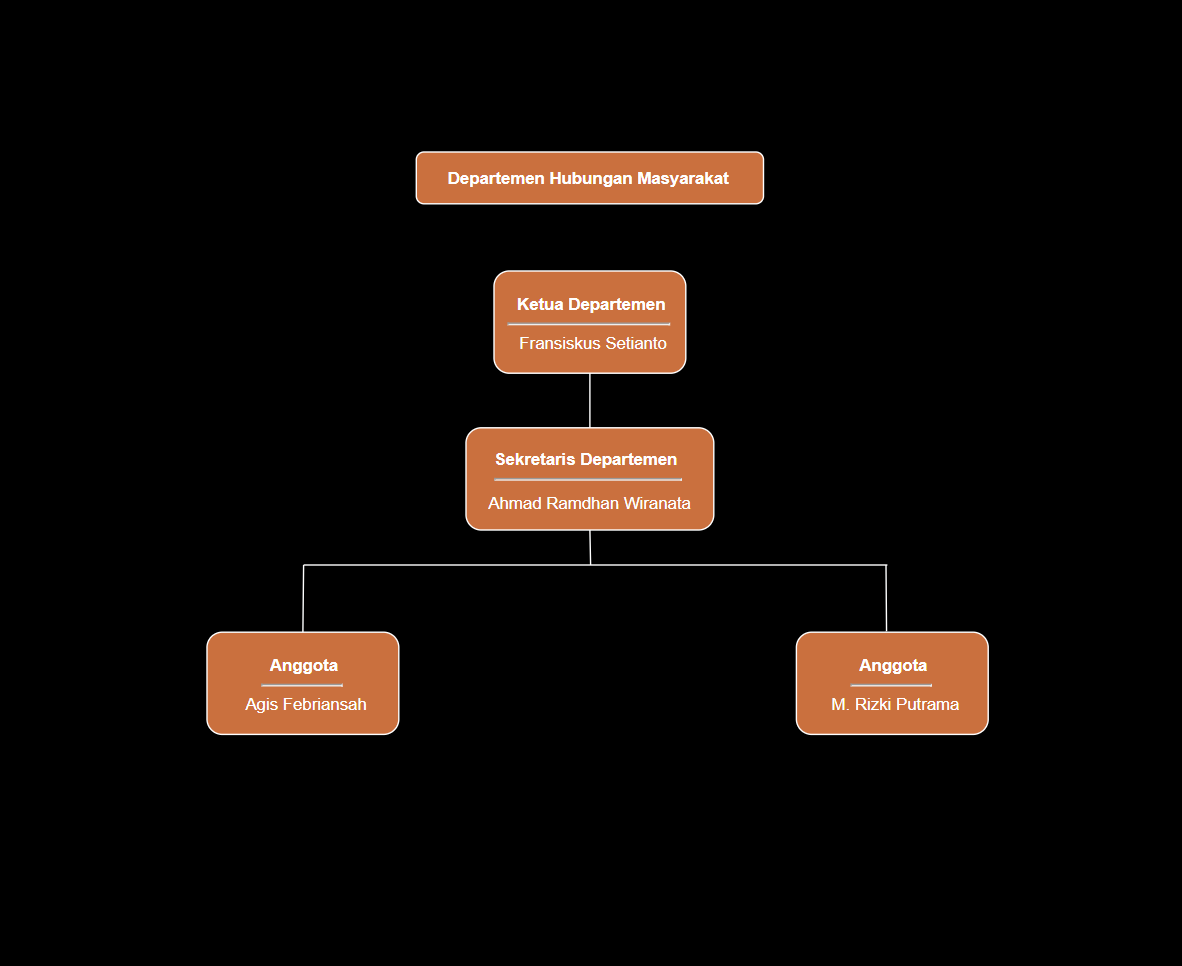 Departemen Hubungan Masyarakat
Ketua Departemen
Fransiskus Setianto
Sekretaris Departemen
Ahmad Ramdhan Wiranata
Anggota
Agis Febriansah
Anggota
M. Rizki Putrama